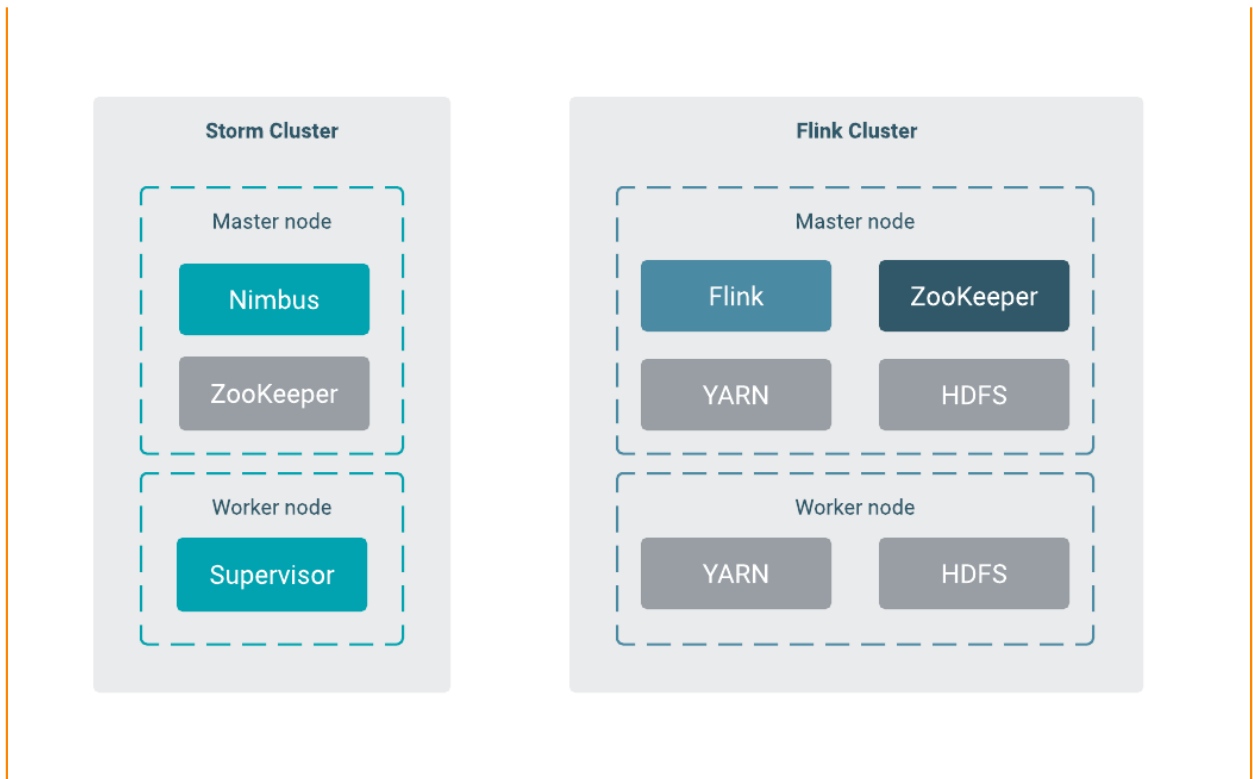 Storm Cluster
Master node
Nimbus
ZooKeeper
Worker node
Supervisor
Flink Cluster
Master node
Flink
ZooKeeper
YARN
HDFS
Worker node
YARN
HDFS